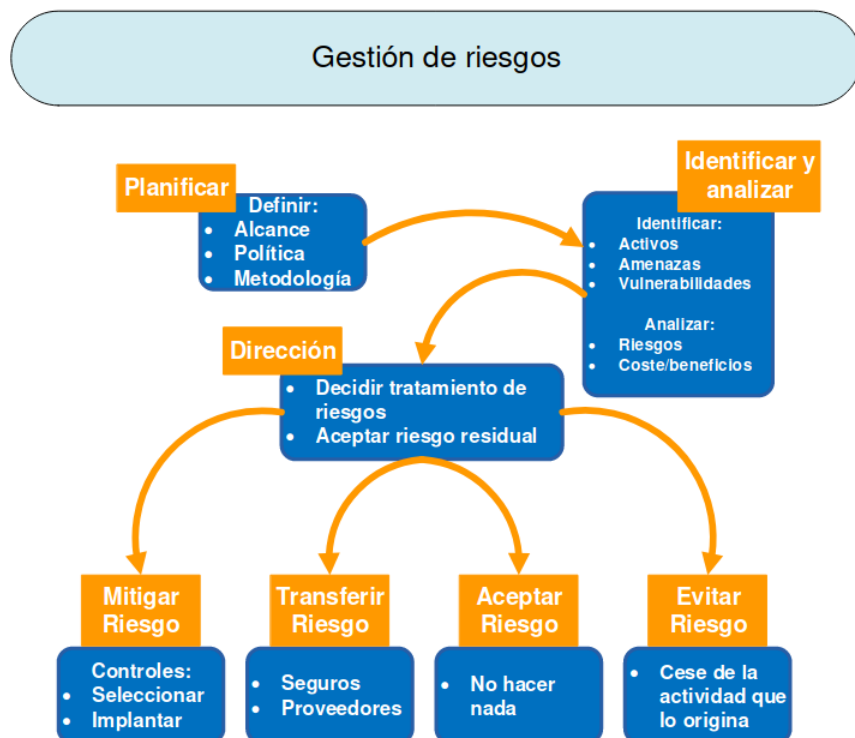 Gestión de riesgos
Planificar
Definir:
• Alcance
• Política
• Metodología
Identificar y
analizar
Identificar:
• Activos
• Amenazas
• Vulnerabilidades
Analizar:
• Riesgos
• Coste/beneficios
Dirección
• Decidir tratamiento de
riesgos
• Aceptar riesgo residual
Mitigar
Riesgo
Controles:
• Seleccionar
• Implantar
Transferir
Riesgo
• Seguros
• Proveedores
Aceptar
Riesgo
• No hacer
nada
Evitar
Riesgo
• Cese de la
actividad que
lo origina